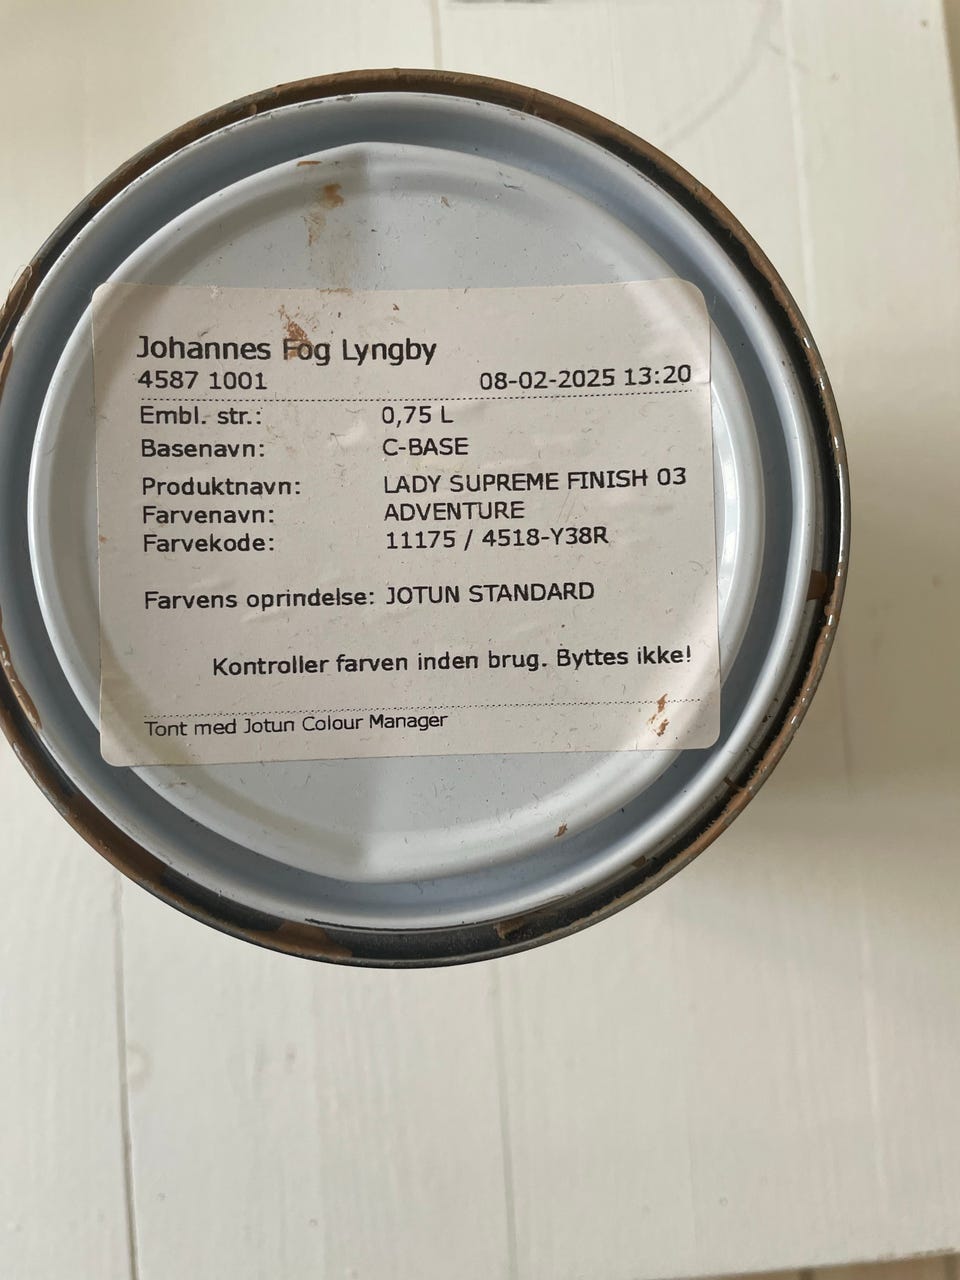 Johannes Fog Lyngby
4587 1001 08-02-2025 13:20
Embl. str.: 0,75 L
Basenavn: C-BASE
Produktnavn: LADY SUPREME FINISH 03
Farvenavn: ADVENTURE
Farvekode: 11175 / 4518-Y38R
Farvens oprindelse: JOTUN STANDARD
Kontroller farven inden brug. Byttes ikke!
Tont med Jotun Colour Manager